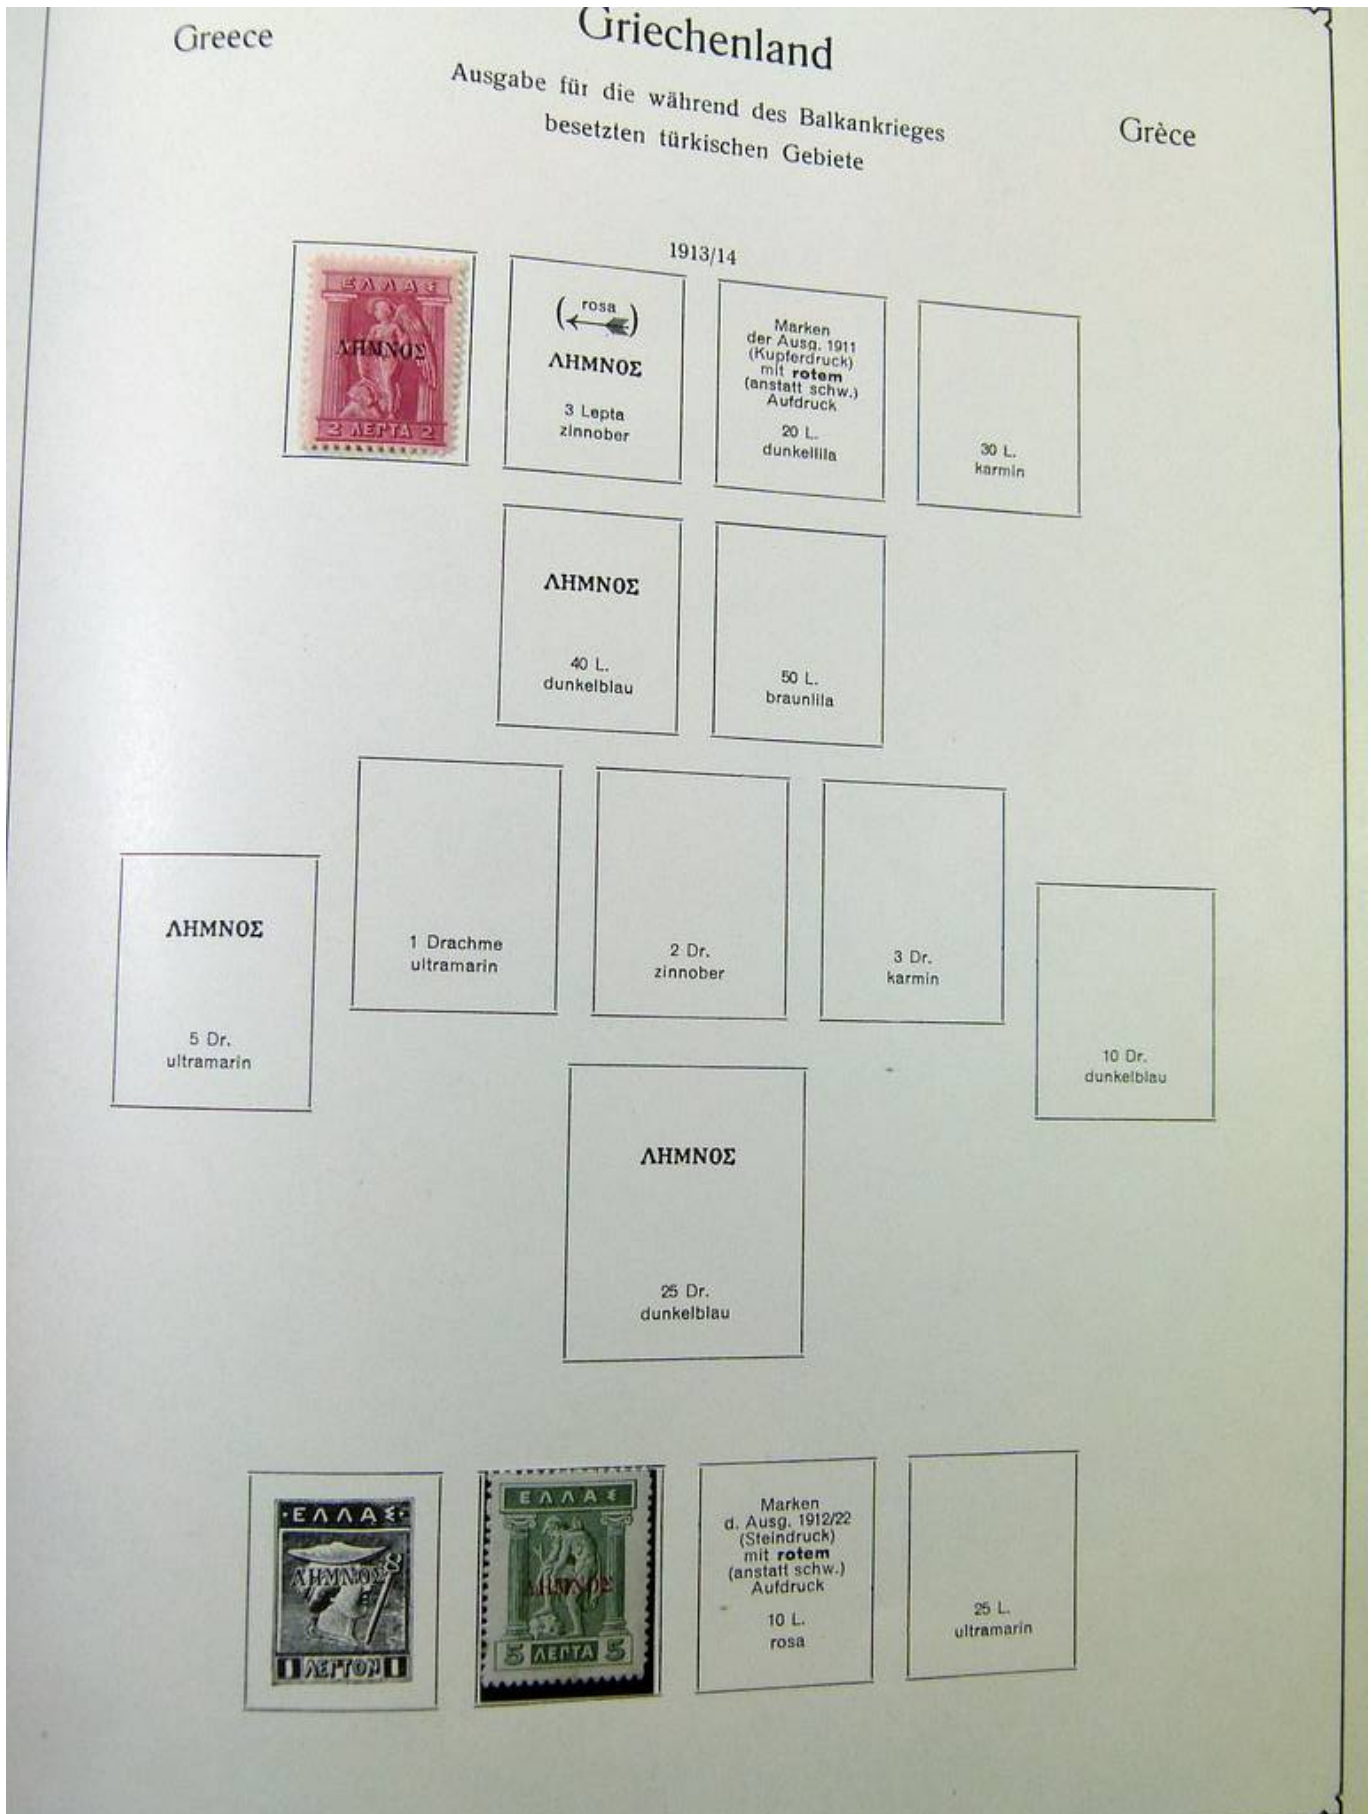 Greece
Griechenland
Ausgabe für die während des Balkankrieges
besetzten türkischen Gebiete
Grèce
1913/14
ΕΛΛΑΣ
ΛΗΜΝΟΣ
2 ΛΕΠΤΑ 2
(rosa)
ΛΗΜΝΟΣ
3 Lepta
zinnober
Marken
der Ausg. 1911
(Kupferdruck)
mit rotem
(anstatt schw.)
Aufdruck
20 L.
dunkellila
30 L.
karmin
ΛΗΜΝΟΣ
40 L.
dunkelblau
50 L.
braunlila
ΛΗΜΝΟΣ
5 Dr.
ultramarin
1 Drachme
ultramarin
2 Dr.
zinnober
3 Dr.
karmin
10 Dr.
dunkelblau
ΛΗΜΝΟΣ
25 Dr.
dunkelblau
·ΕΛΛΑΣ·
ΛΗΜΝΟΣ
1 ΛΕΠΤΟΝ 1
ΕΛΛΑΣ
ΛΗΜΝΟΣ
5 ΛΕΠΤΑ 5
Marken
d. Ausg. 1912/22
(Steindruck)
mit rotem
(anstatt schw.)
Aufdruck
10 L.
rosa
25 L.
ultramarin